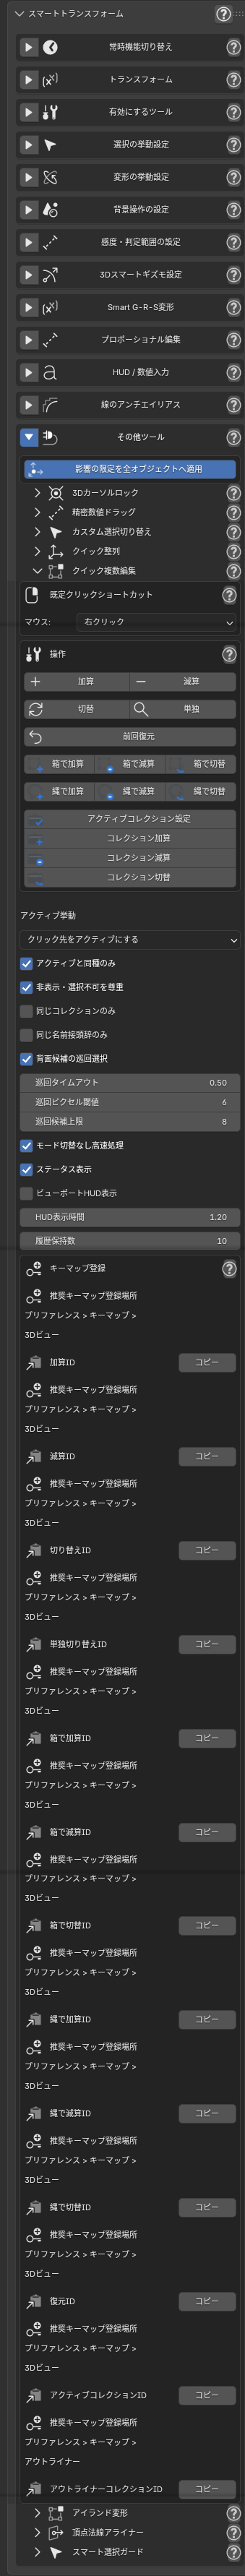 スマートトランスフォーム
常時機能切り替え
トランスフォーム
有効にするツール
選択の挙動設定
変形の挙動設定
背景操作の設定
感度・判定範囲の設定
3Dスマートギズモ設定
Smart G-R-S変形
プロポーショナル編集
HUD / 数値入力
線のアンチエイリアス
その他ツール
影響の限定を全オブジェクトへ適用
3Dカーソルロック
精密数値ドラッグ
カスタム選択切り替え
クイック整列
クイック複数編集
既定クリックショートカット
マウス: 右クリック
操作
加算 減算
切替 単独
前回復元
箱で加算 箱で減算 箱で切替
縄で加算 縄で減算 縄で切替
アクティブコレクション設定
コレクション加算
コレクション減算
コレクション切替
アクティブ挙動
クリック先をアクティブにする
アクティブと同種のみ
非表示・選択不可を尊重
同じコレクションのみ
同じ名前接頭辞のみ
背面候補の巡回選択
巡回タイムアウト 0.50
巡回ピクセル閾値 6
巡回候補上限 8
モード切替なし高速処理
ステータス表示
ビューポートHUD表示
HUD表示時間 1.20
履歴保持数 10
キーマップ登録
推奨キーマップ登録場所
プリファレンス > キーマップ >
3Dビュー
加算ID コピー
推奨キーマップ登録場所
プリファレンス > キーマップ >
3Dビュー
減算ID コピー
推奨キーマップ登録場所
プリファレンス > キーマップ >
3Dビュー
切り替えID コピー
推奨キーマップ登録場所
プリファレンス > キーマップ >
3Dビュー
単独切り替えID コピー
推奨キーマップ登録場所
プリファレンス > キーマップ >
3Dビュー
箱で加算ID コピー
推奨キーマップ登録場所
プリファレンス > キーマップ >
3Dビュー
箱で減算ID コピー
推奨キーマップ登録場所
プリファレンス > キーマップ >
3Dビュー
箱で切替ID コピー
推奨キーマップ登録場所
プリファレンス > キーマップ >
3Dビュー
縄で加算ID コピー
推奨キーマップ登録場所
プリファレンス > キーマップ >
3Dビュー
縄で減算ID コピー
推奨キーマップ登録場所
プリファレンス > キーマップ >
3Dビュー
縄で切替ID コピー
推奨キーマップ登録場所
プリファレンス > キーマップ >
3Dビュー
復元ID コピー
推奨キーマップ登録場所
プリファレンス > キーマップ >
3Dビュー
アクティブコレクションID コピー
推奨キーマップ登録場所
プリファレンス > キーマップ >
アウトライナー
アウトライナーコレクションID コピー
アイランド変形
頂点法線アライナー
スマート選択ガード